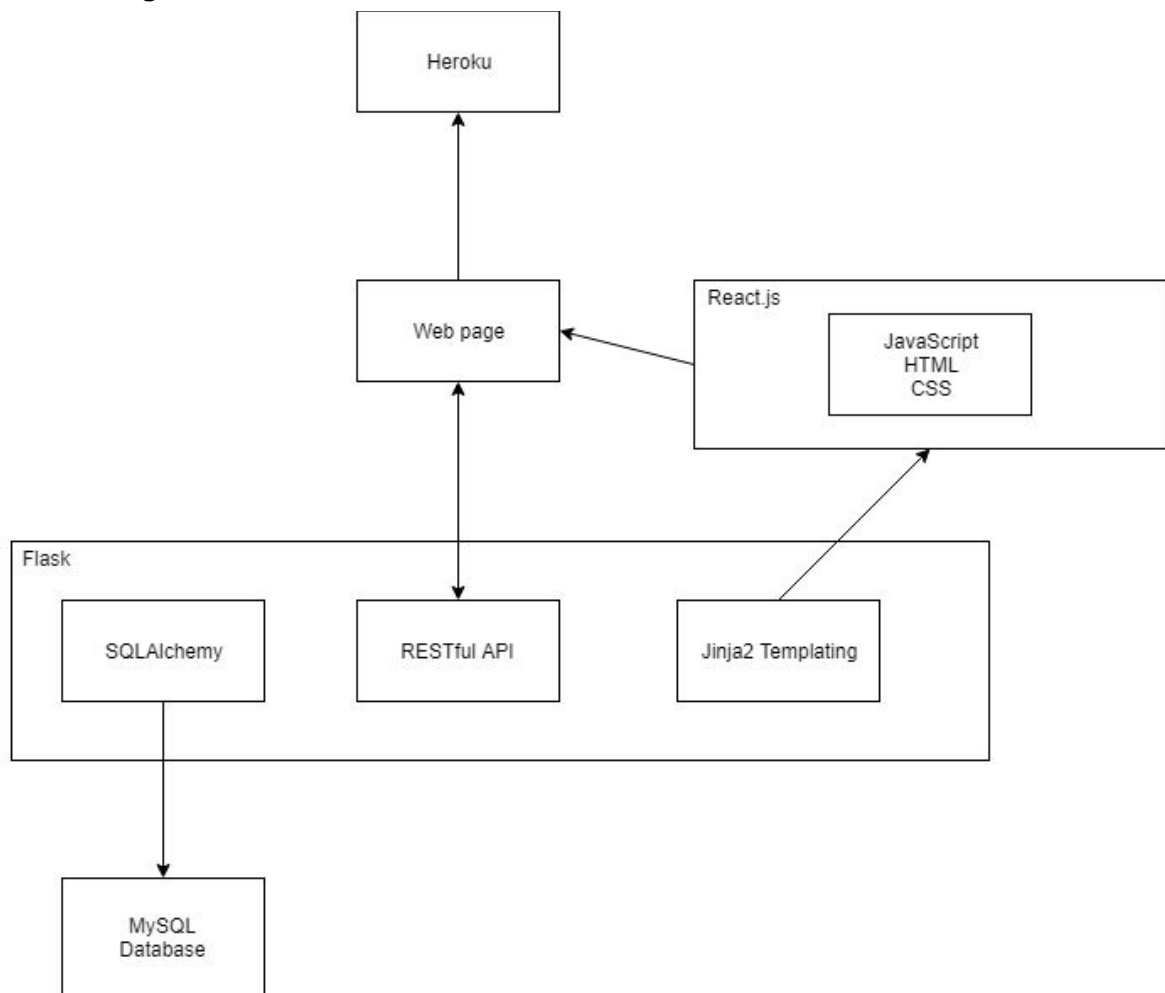 Heroku
Web page
React.js
JavaScript
HTML
CSS
Flask
SQLAlchemy
RESTful API
Jinja2 Templating
MySQL
Database